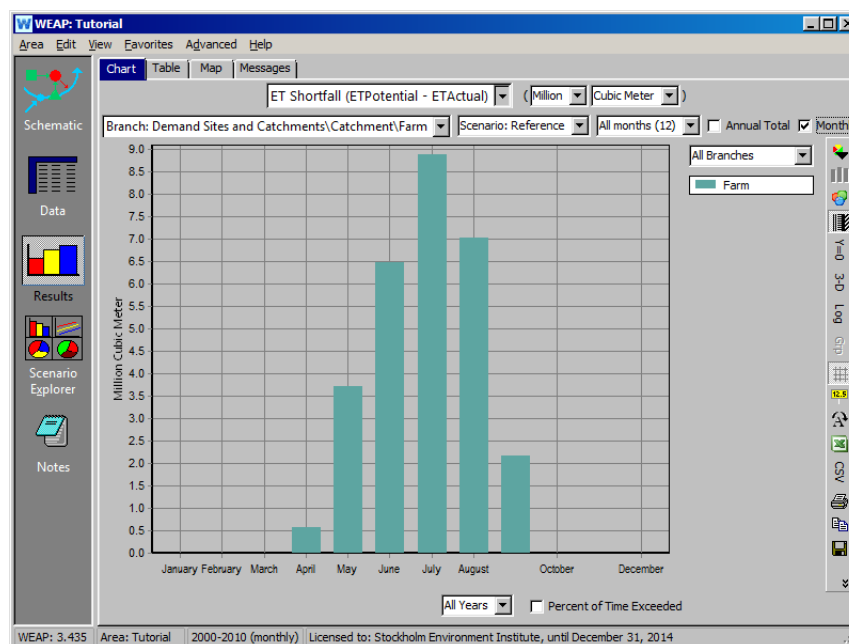 WEAP: Tutorial
Area Edit View Favorites Advanced Help
Chart Table Map Messages
ET Shortfall (ETPotential - ETActual) ( Million Cubic Meter )
Branch: Demand Sites and Catchments\Catchment\Farm Scenario: Reference All months (12) Annual Total Month
All Branches
Farm
Schematic
Data
Results
Scenario
Explorer
Notes
Million Cubic Meter
9.0
8.5
8.0
7.5
7.0
6.5
6.0
5.5
5.0
4.5
4.0
3.5
3.0
2.5
2.0
1.5
1.0
0.5
0.0
January February March April May June July August October December
All Years Percent of Time Exceeded
Y=0
3-D
Log
Grp
12.5
A
CSV
WEAP: 3.435 Area: Tutorial 2000-2010 (monthly) Licensed to: Stockholm Environment Institute, until December 31, 2014